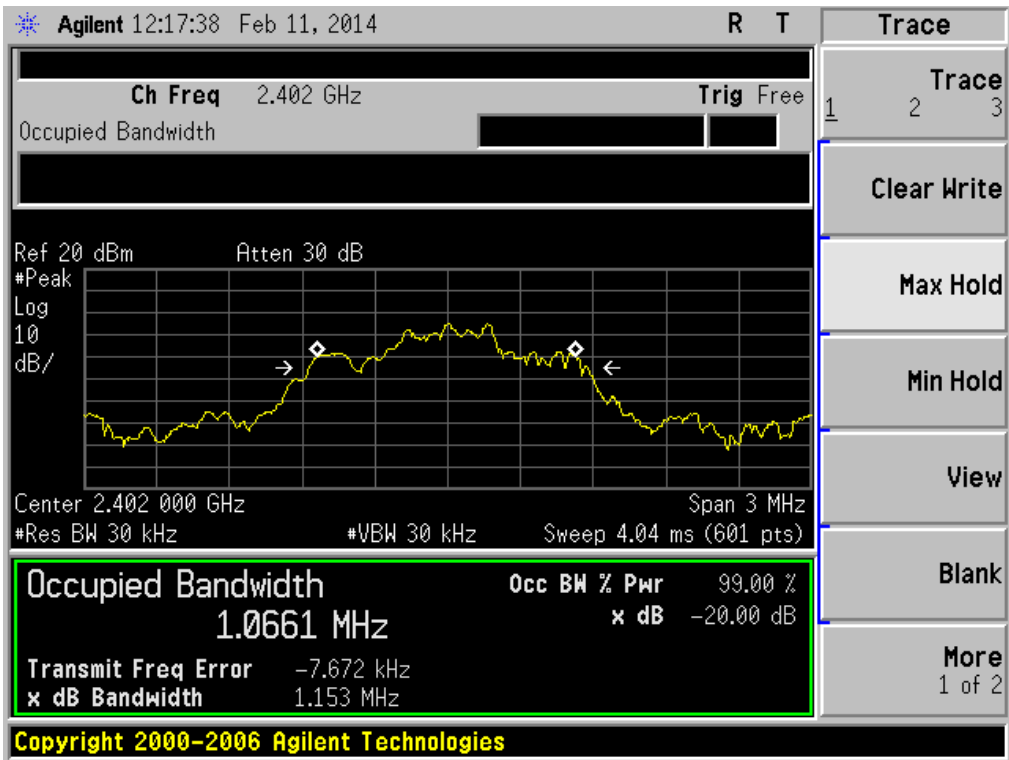 Agilent 12:17:38 Feb 11, 2014 R T
Trace
Ch Freq 2.402 GHz Trig Free
Occupied Bandwidth
Trace
1 2 3
Clear Write
Max Hold
Min Hold
View
Blank
More
1 of 2
Ref 20 dBm Atten 30 dB
#Peak
Log
10
dB/
Center 2.402 000 GHz Span 3 MHz
#Res BW 30 kHz #VBW 30 kHz Sweep 4.04 ms (601 pts)
Occupied Bandwidth
1.0661 MHz
Occ BW % Pwr 99.00 %
x dB -20.00 dB
Transmit Freq Error -7.672 kHz
x dB Bandwidth 1.153 MHz
Copyright 2000-2006 Agilent Technologies